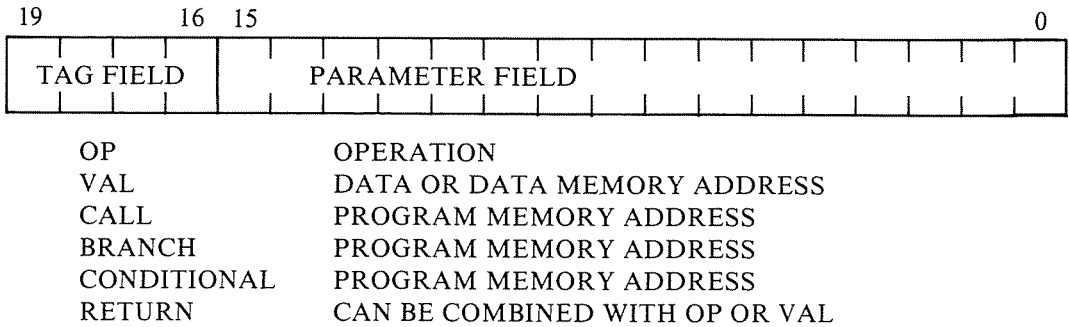 19 16 15 0
TAG FIELD PARAMETER FIELD
OP OPERATION
VAL DATA OR DATA MEMORY ADDRESS
CALL PROGRAM MEMORY ADDRESS
BRANCH PROGRAM MEMORY ADDRESS
CONDITIONAL PROGRAM MEMORY ADDRESS
RETURN CAN BE COMBINED WITH OP OR VAL